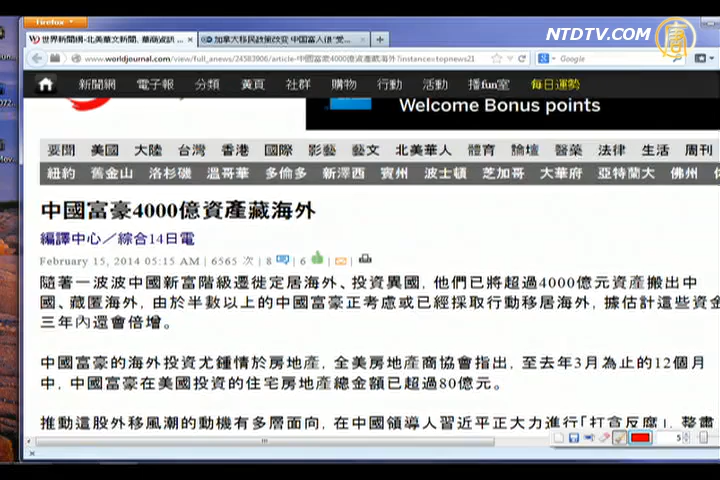 NTDTV.COM
Firefox
世界新聞網-北美華文新聞、華商資訊 ...
加拿大移民政策改變 中国富人很"受...
www.worldjournal.com/view/full_anews/24583906/article-中國富豪4000億資產藏海外?instance=topnews21
Google
新聞網 電子報 分類 黃頁 社群 購物 行動 活動 播fun室 每日運勢
Welcome Bonus points
要聞 美國 大陸 台灣 香港 國際 影藝 藝文 北美華人 體育 論壇 醫藥 法律 生活 周刊
紐約 舊金山 洛杉磯 溫哥華 多倫多 新澤西 賓州 波士頓 芝加哥 大華府 亞特蘭大 佛州
中國富豪4000億資產藏海外
編譯中心／綜合14日電
February 15, 2014 05:15 AM | 6565 次 | 8 | 6 | |
隨著一波波中國新富階級遷徙定居海外、投資異國，他們已將超過4000億元資產搬出中
國、藏匿海外，由於半數以上的中國富豪正考慮或已經採取行動移居海外，據估計這些資金
三年內還會倍增。
中國富豪的海外投資尤鍾情於房地產，全美房地產商協會指出，至去年3月為止的12個月
中，中國富豪在美國投資的住宅房地產總金額已超過80億元。
推動這股外移風潮的動機有多層面向，在中國領導人習近平正大力進行「打貪反腐」，整肅
5